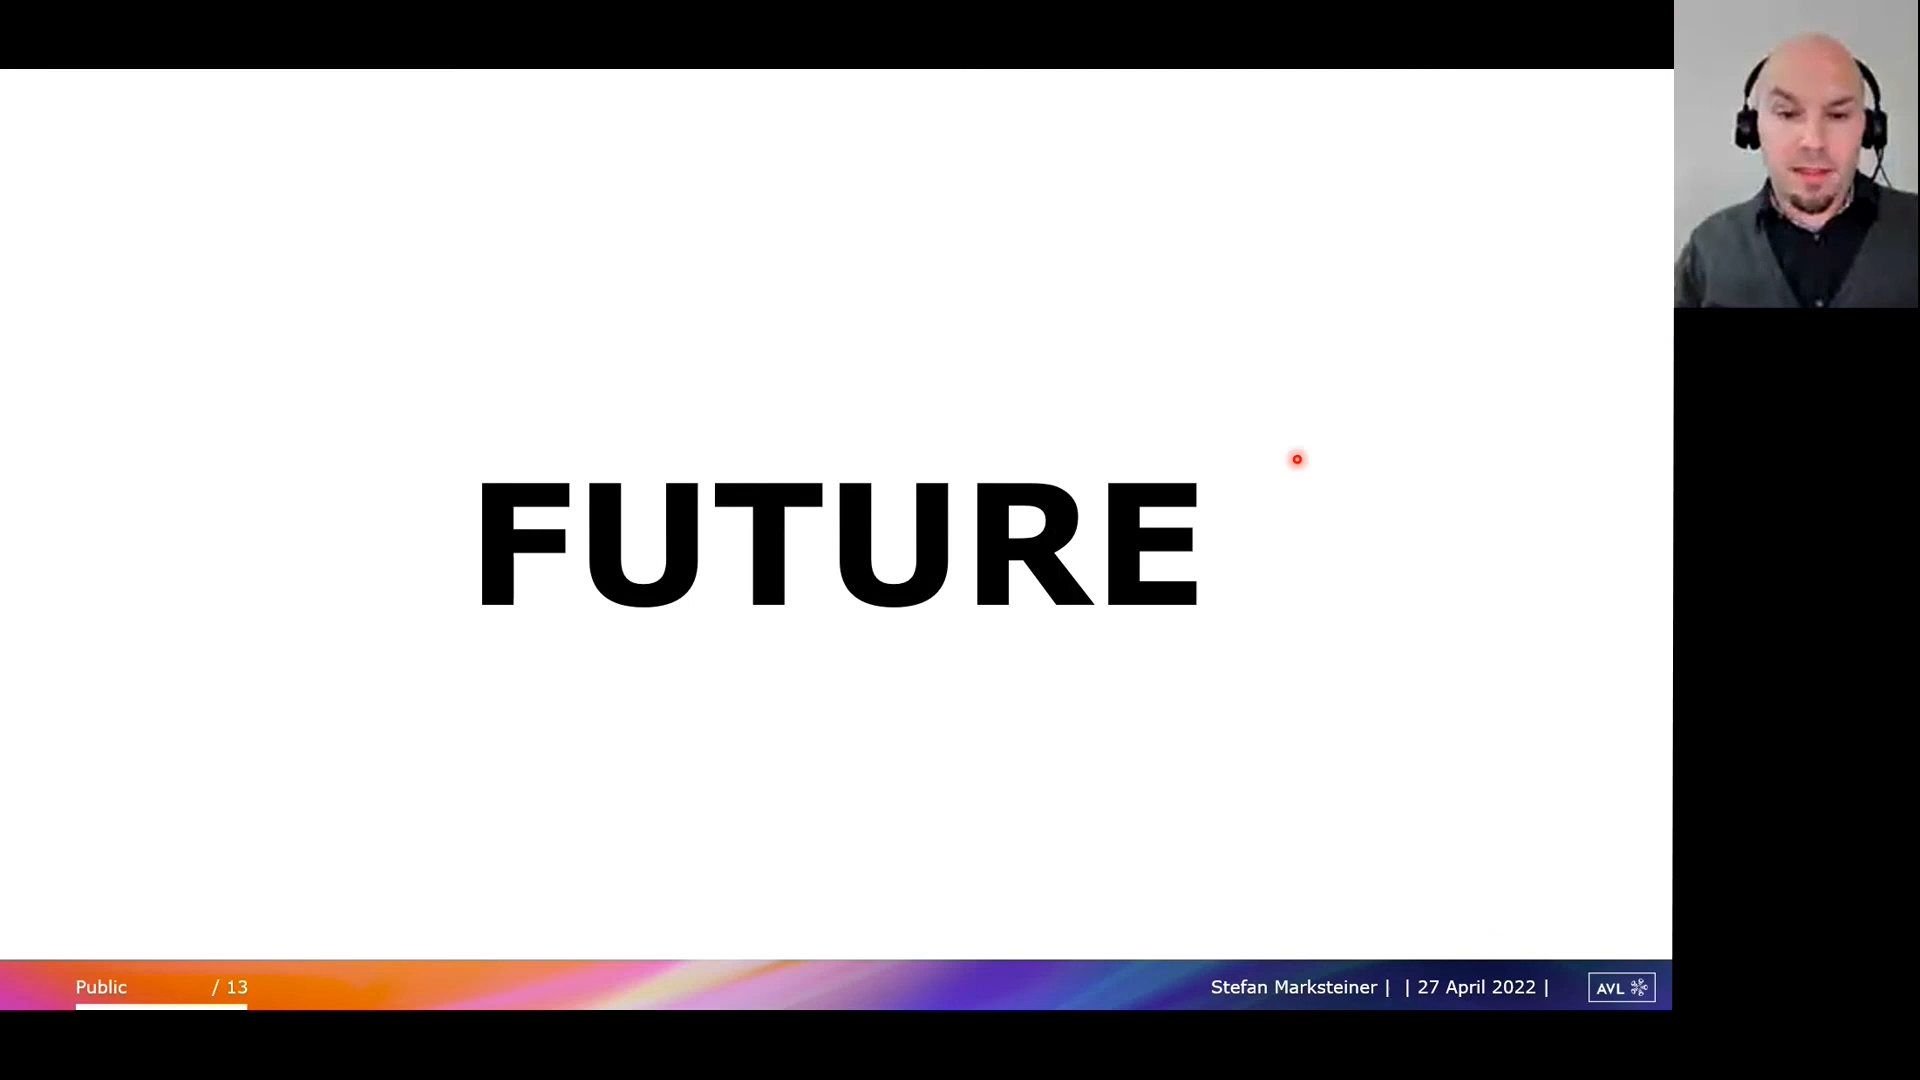 FUTURE
Public / 13
Stefan Marksteiner | | 27 April 2022 |
AVL